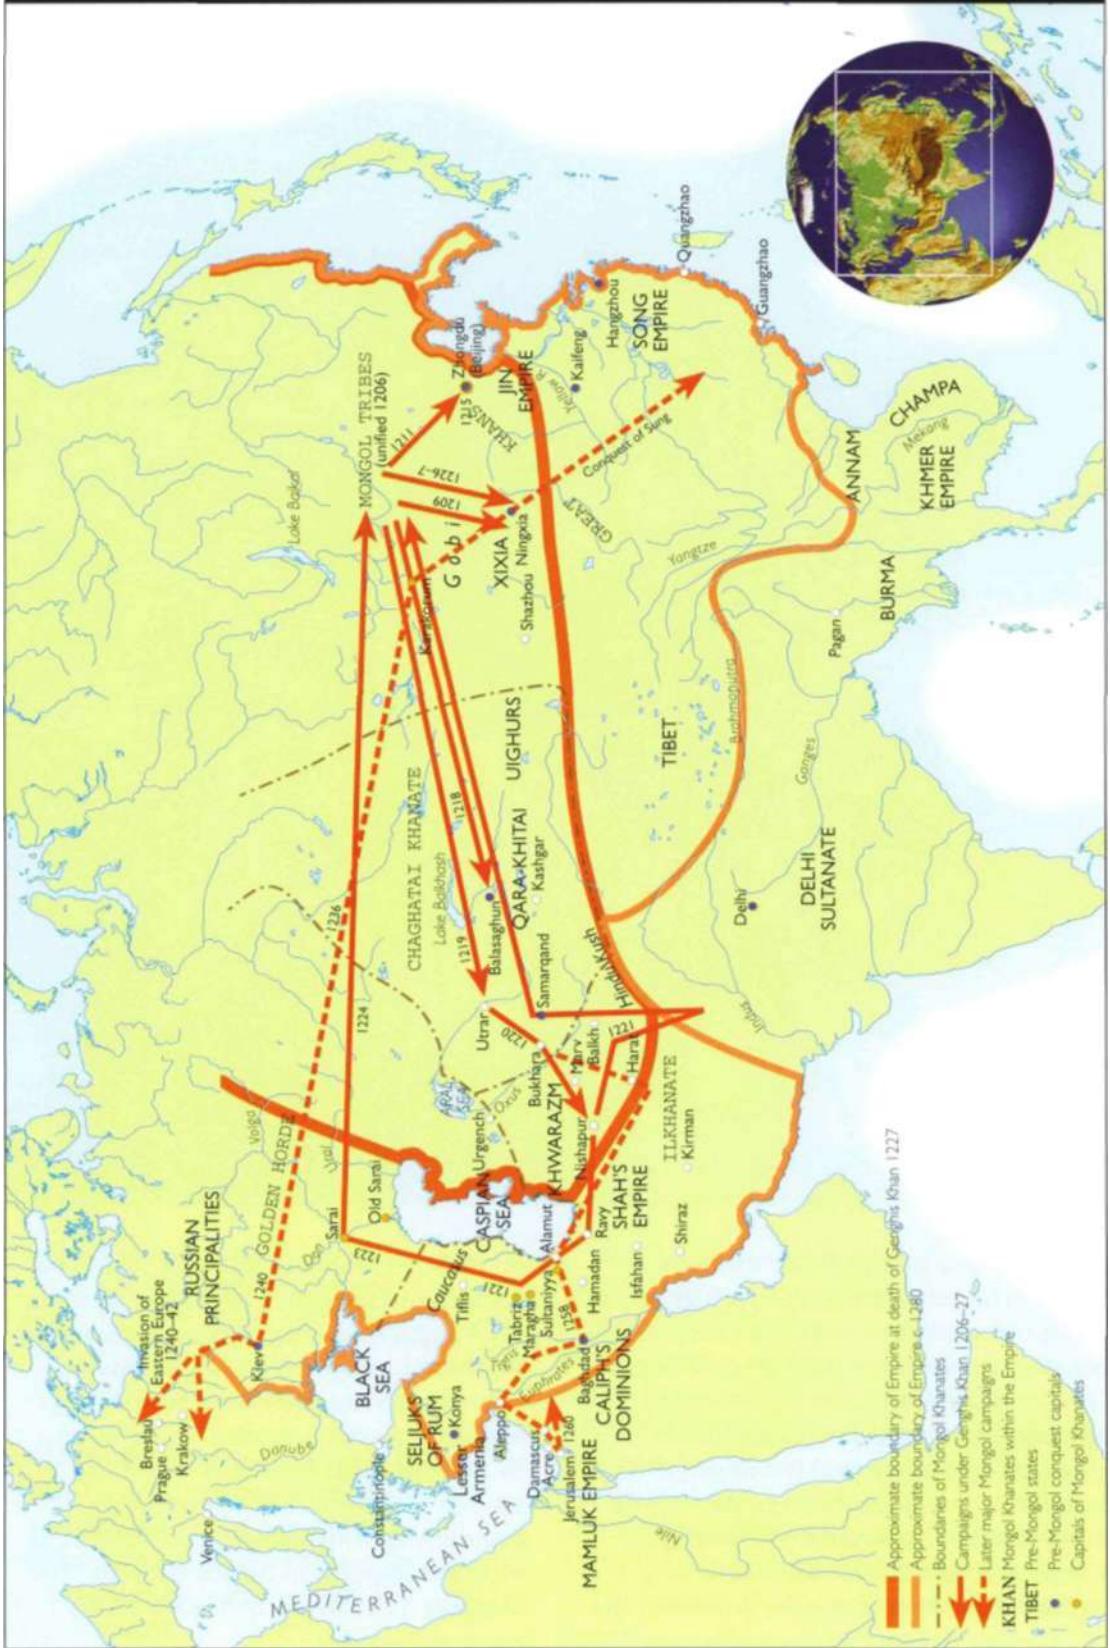 Invasion of
Eastern Europe
1240–42
RUSSIAN
PRINCIPALITIES
Breslau
Prague
Krakow
Venice
Danube
Kiev
1240
GOLDEN HORDE
Volga
Ural
Don
Sarai
Old Sarai
1223
1224
1236
Lake Baikal
MONGOL TRIBES
(unified 1206)
1211
1226–7
1209
Gobi
Karakorum
CHAGHATAI KHANATE
Lake Balkhash
1218
1219
Balasaghun
QARA-KHITAI
Kashgar
UIGHURS
XIXIA
Ningxia
Shazhou
1215
Zhongdu
(Beijing)
JIN
EMPIRE
Yellow R.
Kaifeng
GREAT
KHANS
Conquest of Sung
Hangzhou
SONG
EMPIRE
Quangzhao
Guangzhao
Yangtze
ANNAM
CHAMPA
Mekong
KHMER
EMPIRE
BURMA
Pagan
TIBET
Brahmaputra
Ganges
Delhi
DELHI
SULTANATE
Indus
Hindu Kush
Samarqand
Utrar
1220
Bukhara
Marv
Balkh
1221
Harat
ARAL
SEA
Oxus
Urgench
KHWARAZM
Nishapur
CASPIAN
SEA
Alamut
Ravy
SHAH'S
EMPIRE
ILKHANATE
Kirman
Shiraz
Isfahan
Hamadan
Caucasus
Tiflis
1221
Tabriz
Maragha
Sultaniyya
1258
Tigris
Euphrates
Baghdad
CALIPH'S
DOMINIONS
BLACK
SEA
Constantinople
SELJUKS
OF RUM
Konya
Lesser
Armenia
Aleppo
Damascus
Acre
Jerusalem
1260
MAMLUK EMPIRE
Nile
MEDITERRANEAN SEA
Approximate boundary of Empire at death of Genghis Khan 1227
Approximate boundary of Empire c.1280
Boundaries of Mongol Khanates
Campaigns under Genghis Khan 1206–27
Later major Mongol campaigns
KHAN Mongol Khanates within the Empire
TIBET Pre-Mongol states
Pre-Mongol conquest capitals
Capitals of Mongol Khanates